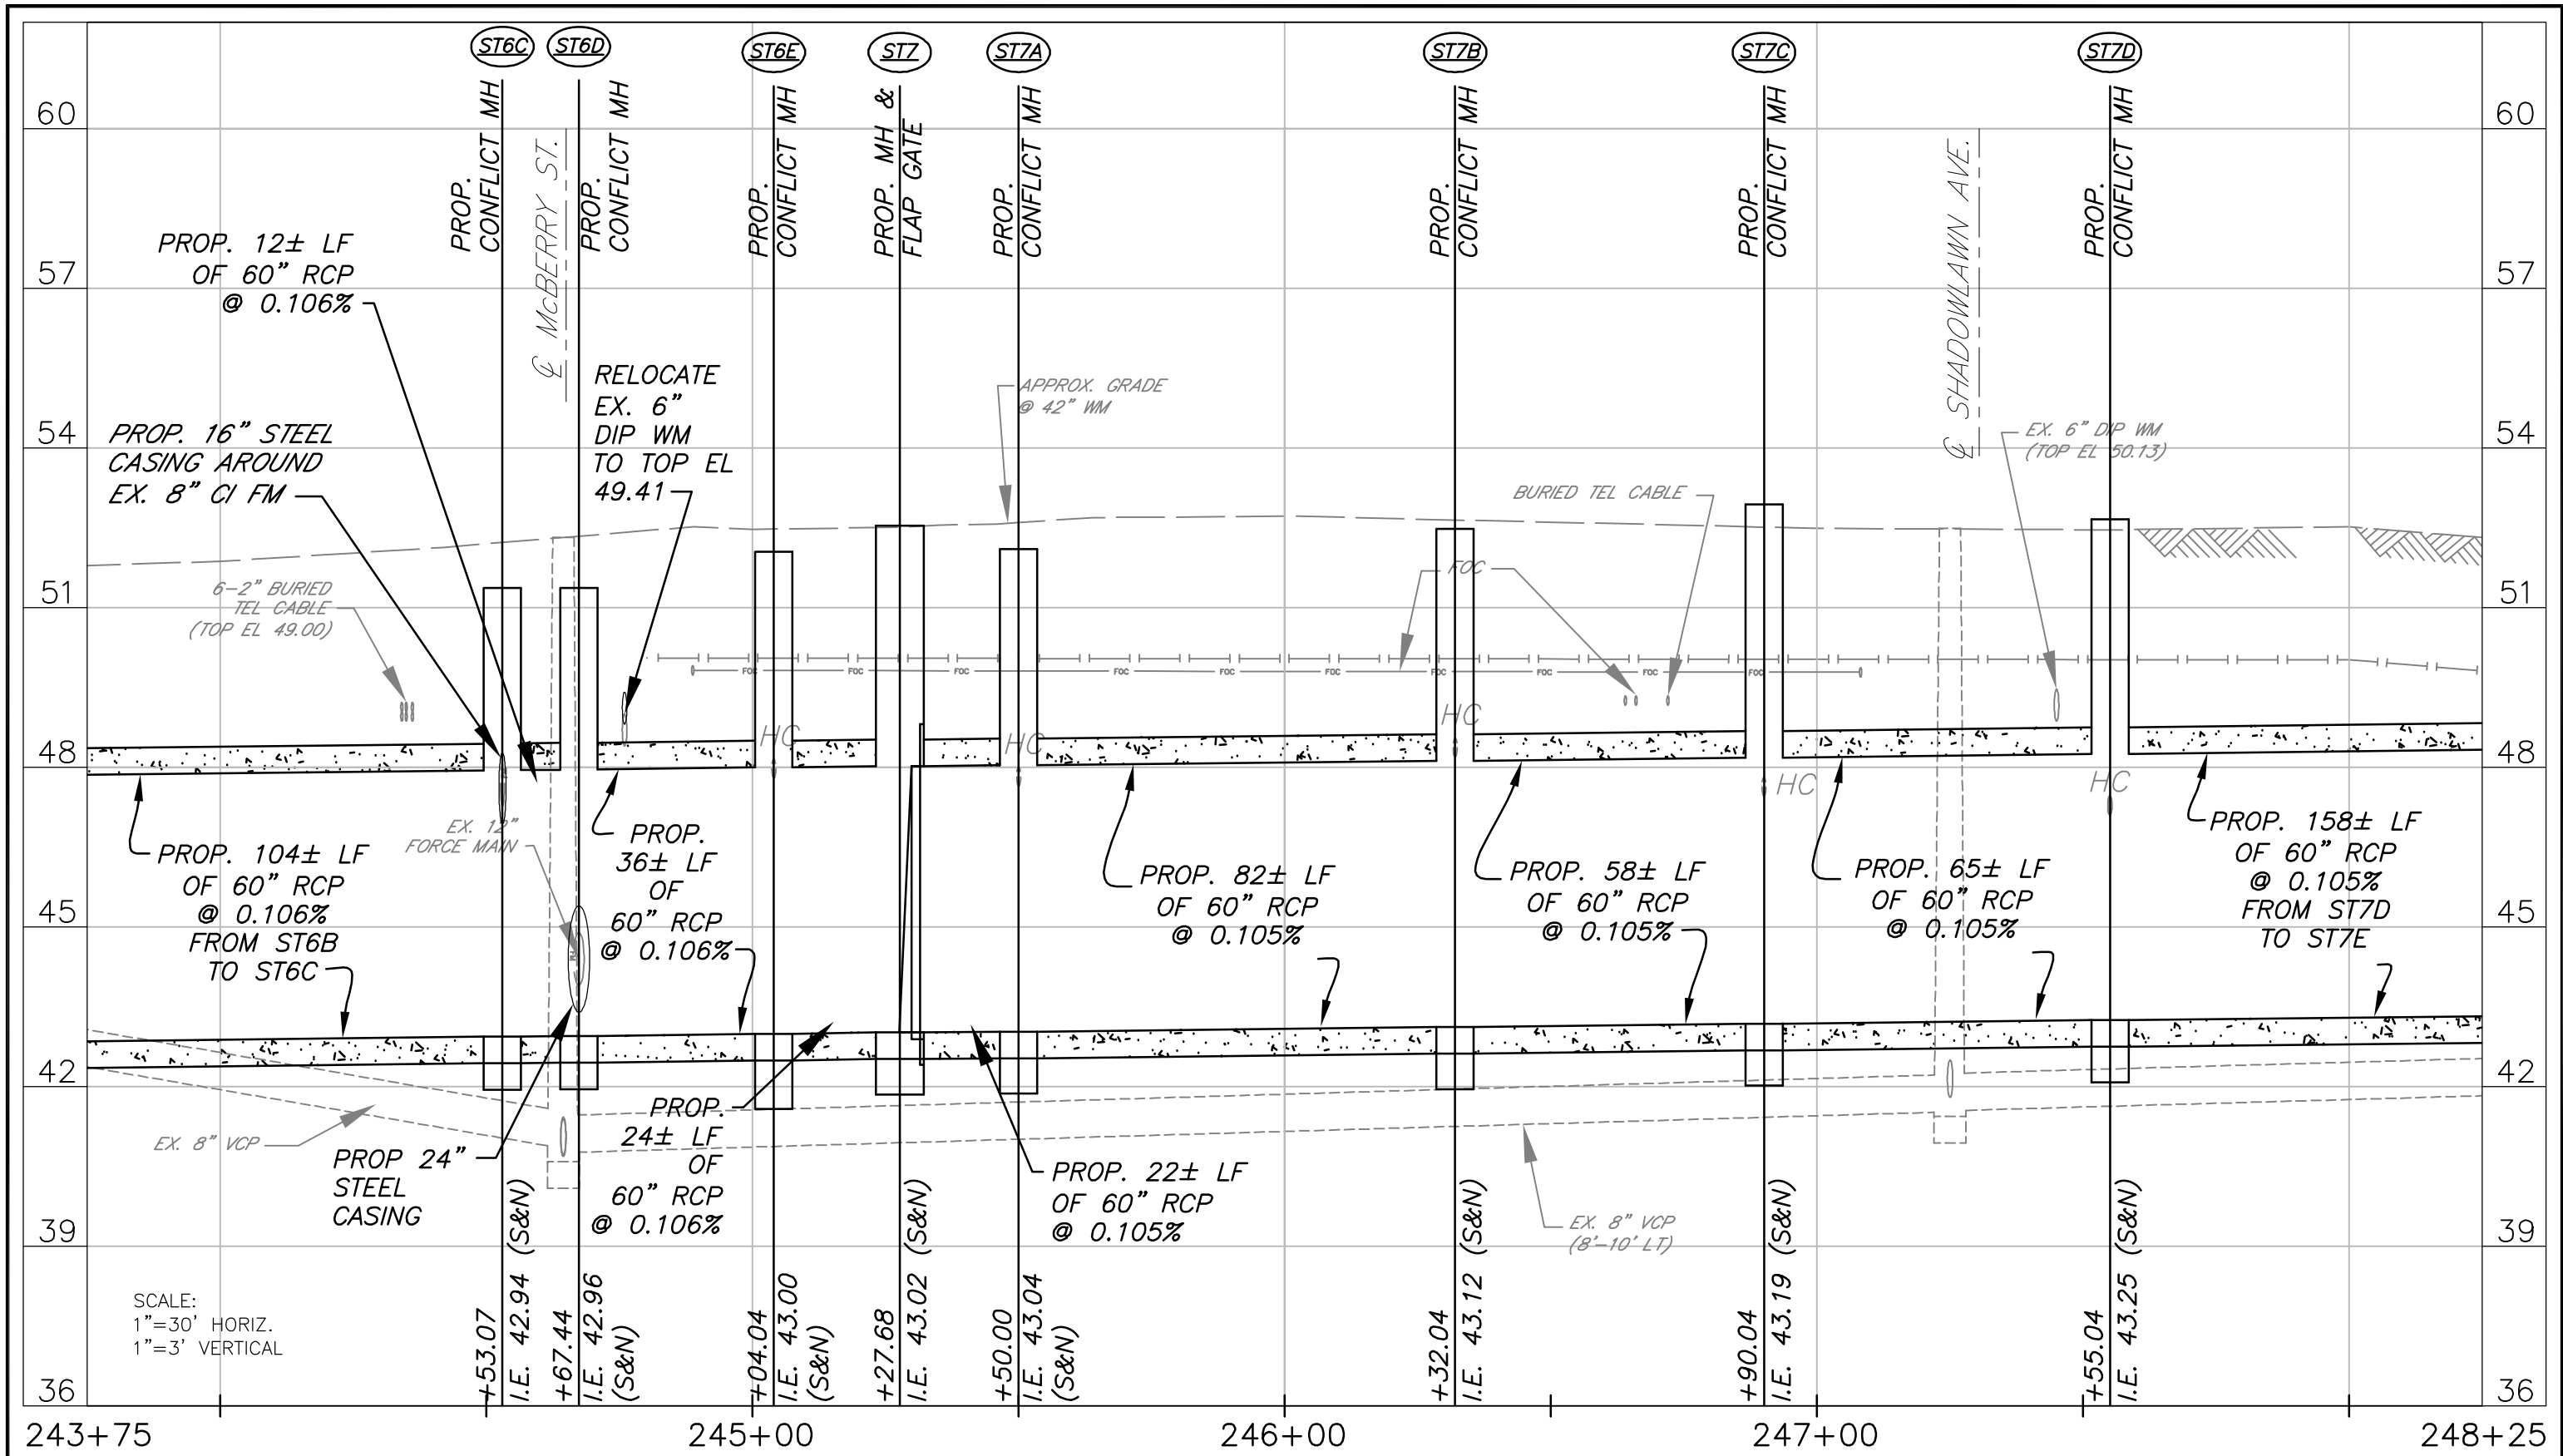 ST6C
ST6D
ST6E
ST7
ST7A
ST7B
ST7C
ST7D
PROP.
CONFLICT MH
℄ McBERRY ST.
PROP.
CONFLICT MH
PROP.
CONFLICT MH
PROP. MH &
FLAP GATE
PROP.
CONFLICT MH
PROP.
CONFLICT MH
PROP.
CONFLICT MH
℄ SHADOWLAWN AVE.
PROP.
CONFLICT MH
60
57
54
51
48
45
42
39
36
60
57
54
51
48
45
42
39
36
PROP. 12± LF
OF 60" RCP
@ 0.106%
PROP. 16" STEEL
CASING AROUND
EX. 8" CI FM
RELOCATE
EX. 6"
DIP WM
TO TOP EL
49.41
APPROX. GRADE
@ 42" WM
BURIED TEL CABLE
EX. 6" DIP WM
(TOP EL 50.13)
6-2" BURIED
TEL CABLE
(TOP EL 49.00)
FOC
FOC
FOC
FOC
FOC
FOC
FOC
FOC
FOC
FOC
HC
HC
HC
HC
HC
EX. 12"
FORCE MAIN
PROP. 104± LF
OF 60" RCP
@ 0.106%
FROM ST6B
TO ST6C
PROP.
36± LF
OF
60" RCP
@ 0.106%
PROP. 82± LF
OF 60" RCP
@ 0.105%
PROP. 58± LF
OF 60" RCP
@ 0.105%
PROP. 65± LF
OF 60" RCP
@ 0.105%
PROP. 158± LF
OF 60" RCP
@ 0.105%
FROM ST7D
TO ST7E
EX. 8" VCP
PROP 24"
STEEL
CASING
PROP.
24± LF
OF
60" RCP
@ 0.106%
PROP. 22± LF
OF 60" RCP
@ 0.105%
EX. 8" VCP
(8'-10' LT)
SCALE:
1"=30' HORIZ.
1"=3' VERTICAL
+53.07
I.E. 42.94 (S&N)
+67.44
I.E. 42.96
(S&N)
+04.04
I.E. 43.00
(S&N)
+27.68
I.E. 43.02 (S&N)
+50.00
I.E. 43.04
(S&N)
+32.04
I.E. 43.12 (S&N)
+90.04
I.E. 43.19 (S&N)
+55.04
I.E. 43.25 (S&N)
243+75
245+00
246+00
247+00
248+25